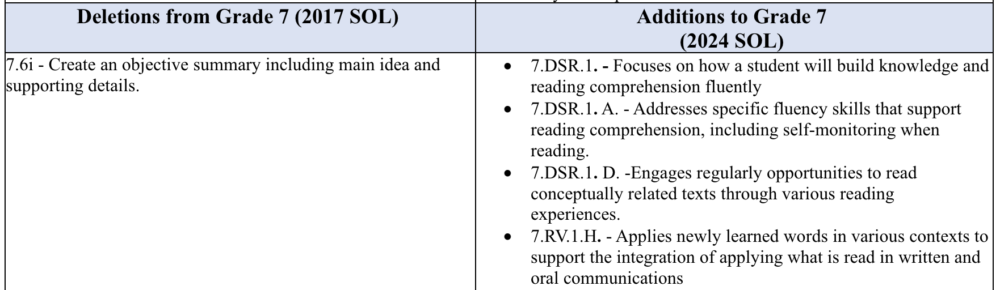 Deletions from Grade 7 (2017 SOL)
Additions to Grade 7
(2024 SOL)
7.6i - Create an objective summary including main idea and
supporting details.
• 7.DSR.1. - Focuses on how a student will build knowledge and
reading comprehension fluently
• 7.DSR.1. A. - Addresses specific fluency skills that support
reading comprehension, including self-monitoring when
reading.
• 7.DSR.1. D. -Engages regularly opportunities to read
conceptually related texts through various reading
experiences.
• 7.RV.1.H. - Applies newly learned words in various contexts to
support the integration of applying what is read in written and
oral communications